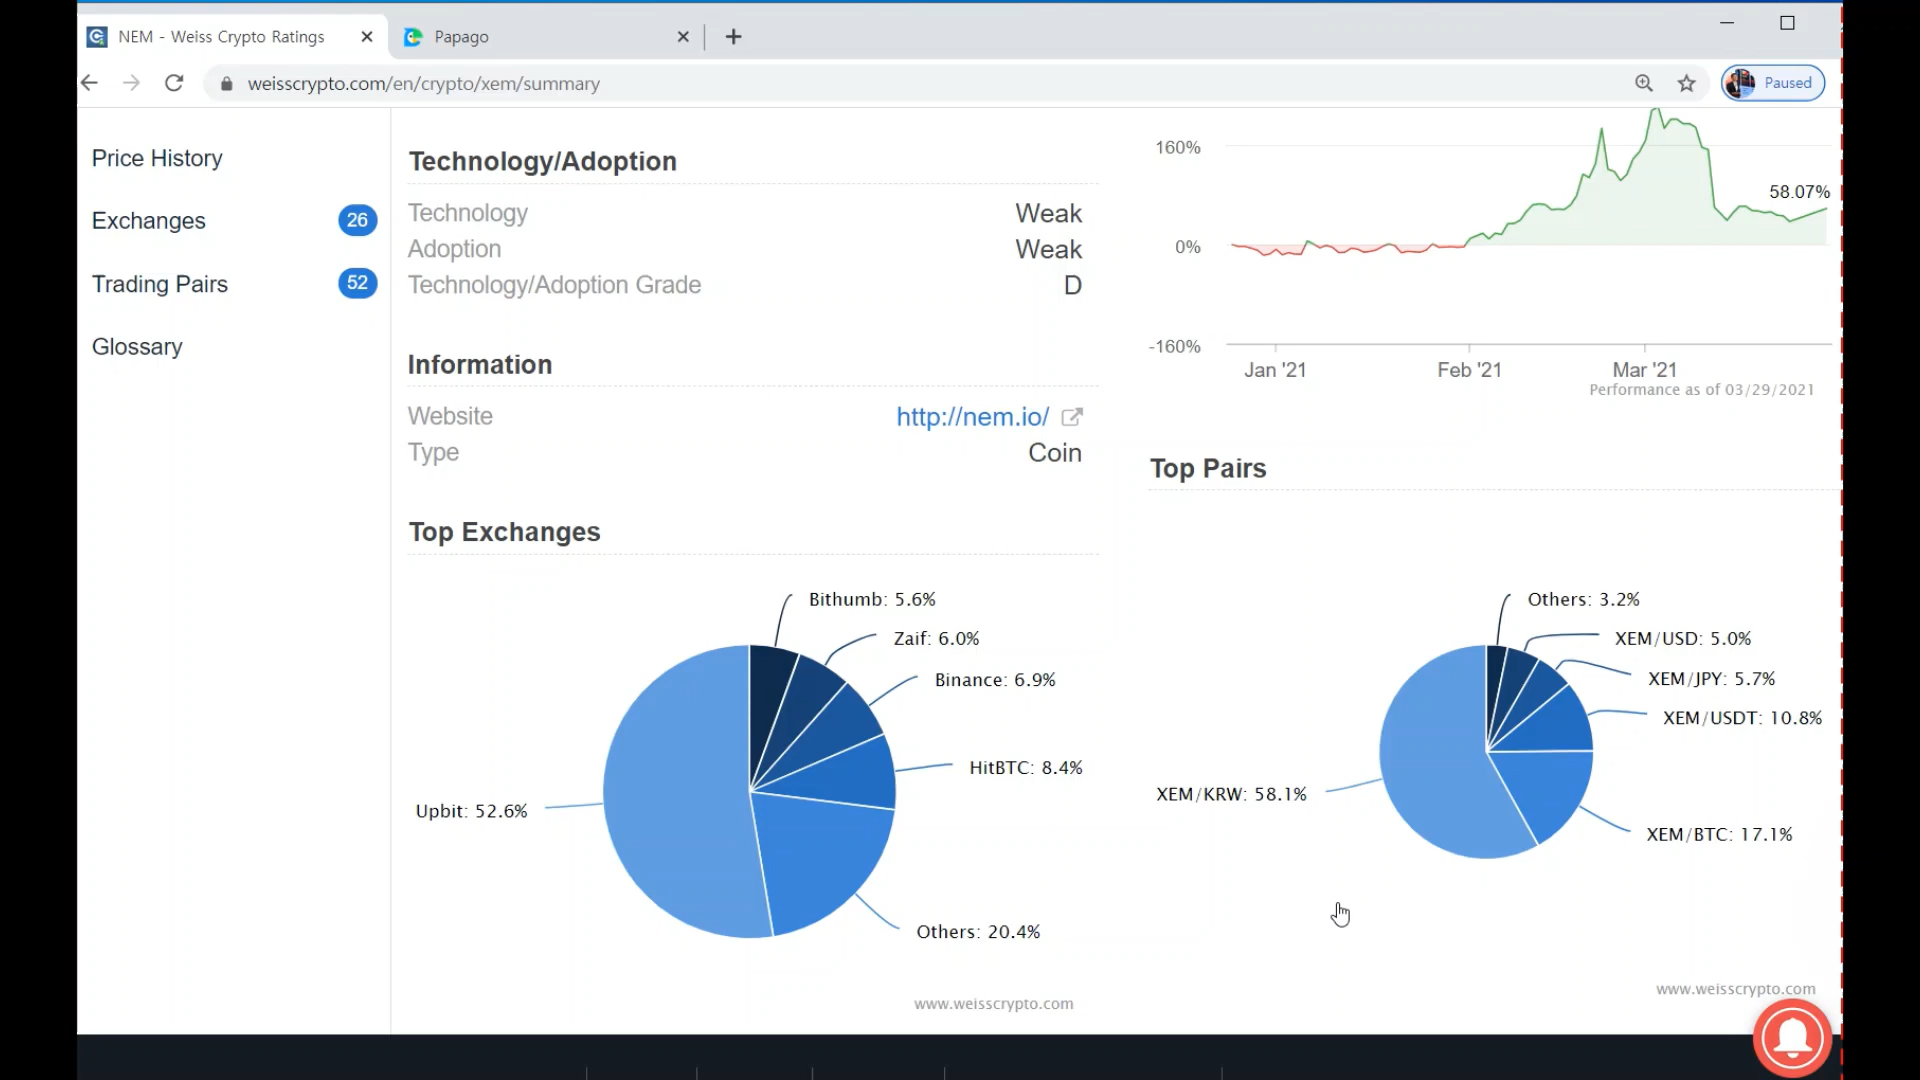 NEM - Weiss Crypto Ratings
Papago
weisscrypto.com/en/crypto/xem/summary
Paused
Price History
Exchanges 26
Trading Pairs 52
Glossary
Technology/Adoption
Technology Weak
Adoption Weak
Technology/Adoption Grade D
Information
Website http://nem.io/
Type Coin
Top Exchanges
Bithumb: 5.6%
Zaif: 6.0%
Binance: 6.9%
HitBTC: 8.4%
Upbit: 52.6%
Others: 20.4%
www.weisscrypto.com
160%
58.07%
0%
-160%
Jan '21 Feb '21 Mar '21
Performance as of 03/29/2021
Top Pairs
Others: 3.2%
XEM/USD: 5.0%
XEM/JPY: 5.7%
XEM/USDT: 10.8%
XEM/KRW: 58.1%
XEM/BTC: 17.1%
www.weisscrypto.com